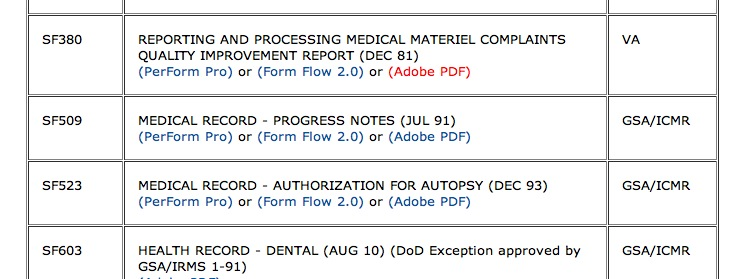 SF380
REPORTING AND PROCESSING MEDICAL MATERIEL COMPLAINTS
QUALITY IMPROVEMENT REPORT (DEC 81)
(PerForm Pro) or (Form Flow 2.0) or (Adobe PDF)
VA
SF509
MEDICAL RECORD - PROGRESS NOTES (JUL 91)
(PerForm Pro) or (Form Flow 2.0) or (Adobe PDF)
GSA/ICMR
SF523
MEDICAL RECORD - AUTHORIZATION FOR AUTOPSY (DEC 93)
(PerForm Pro) or (Form Flow 2.0) or (Adobe PDF)
GSA/ICMR
SF603
HEALTH RECORD - DENTAL (AUG 10) (DoD Exception approved by
GSA/IRMS 1-91)
GSA/ICMR